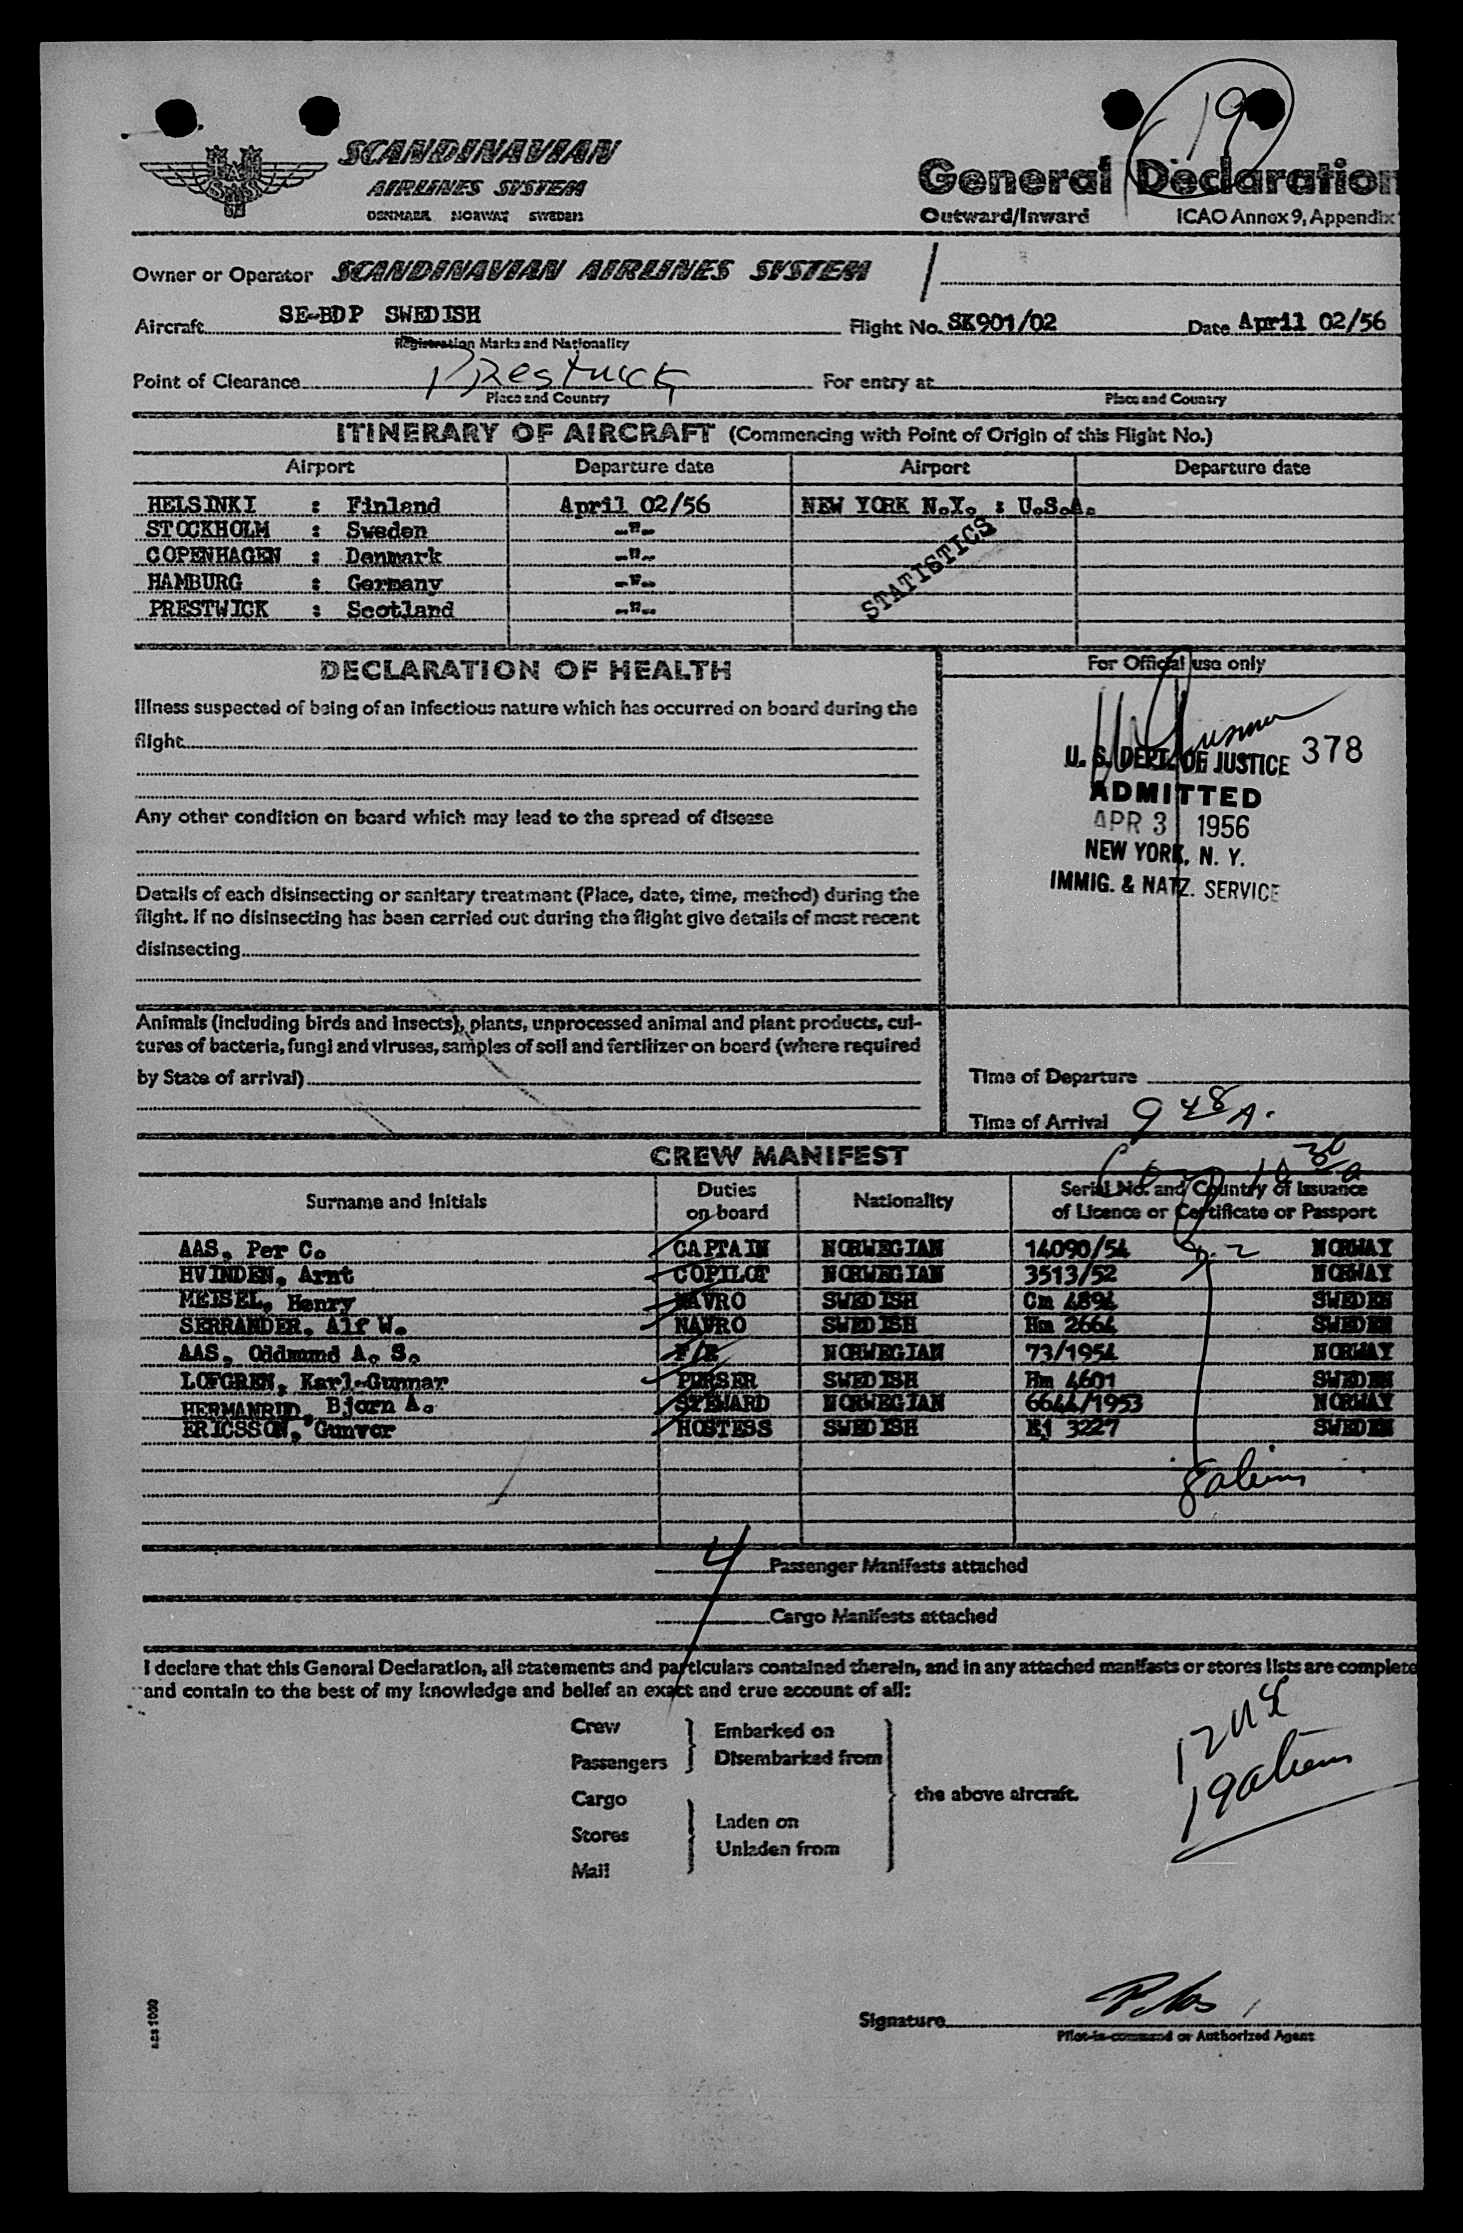 19
SCANDINAVIAN
AIRLINES SYSTEM
DENMARK NORWAY SWEDEN
General Declaration
Outward/Inward ICAO Annex 9, Appendix
Owner or Operator SCANDINAVIAN AIRLINES SYSTEM
Aircraft SE-BDP SWEDISH Flight No. SK901/02 Date April 02/56
Registration Marks and Nationality
Point of Clearance Prestwick For entry at
Place and Country Place and Country
ITINERARY OF AIRCRAFT (Commencing with Point of Origin of this Flight No.)
Airport Departure date Airport Departure date
HELSINKI : Finland April 02/56 NEW YORK N.Y. : U.S.A.
STOCKHOLM : Sweden -"-
COPENHAGEN : Denmark -"-
HAMBURG : Germany -"-
PRESTWICK : Scotland -"-
STATISTICS
DECLARATION OF HEALTH
Illness suspected of being of an infectious nature which has occurred on board during the
flight
Any other condition on board which may lead to the spread of disease
Details of each disinsecting or sanitary treatment (Place, date, time, method) during the
flight. If no disinsecting has been carried out during the flight give details of most recent
disinsecting
Animals (including birds and insects), plants, unprocessed animal and plant products, cul-
tures of bacteria, fungi and viruses, samples of soil and fertilizer on board (where required
by State of arrival)
For Official use only
U. S. DEPT. OF JUSTICE 378
ADMITTED
APR 3 1956
NEW YORK, N. Y.
IMMIG. & NATZ. SERVICE
Time of Departure
Time of Arrival 9 48 A.
CREW MANIFEST
Surname and Initials Duties on board Nationality Serial No. and Country of Issuance of Licence or Certificate or Passport
AAS, Per C. CAPTAIN NORWEGIAN 14090/54 NORWAY
HVINDEN, Arnt COPILOT NORWEGIAN 3513/52 NORWAY
MEISEL, Henry NAVRO SWEDISH Cm 4894 SWEDEN
SERRANDER, Alf W. NAVRO SWEDISH Hm 2664 SWEDEN
AAS, Oddmund A. S. F/E NORWEGIAN 73/1954 NORWAY
LOFGREN, Karl-Gunnar PURSER SWEDISH Hm 4601 SWEDEN
HERMANRUD, Bjorn A. STEWARD NORWEGIAN 6644/1953 NORWAY
ERICSSON, Gunvor HOSTESS SWEDISH Nj 3227 SWEDEN
8 aliens
4 Passenger Manifests attached
Cargo Manifests attached
I declare that this General Declaration, all statements and particulars contained therein, and in any attached manifests or stores lists are complete
and contain to the best of my knowledge and belief an exact and true account of all:
Crew
Passengers
Embarked on
Disembarked from
Cargo
Stores
Mail
Laden on
Unladen from
the above aircraft.
19 aliens
Signature
Pilot-in-command or Authorized Agent